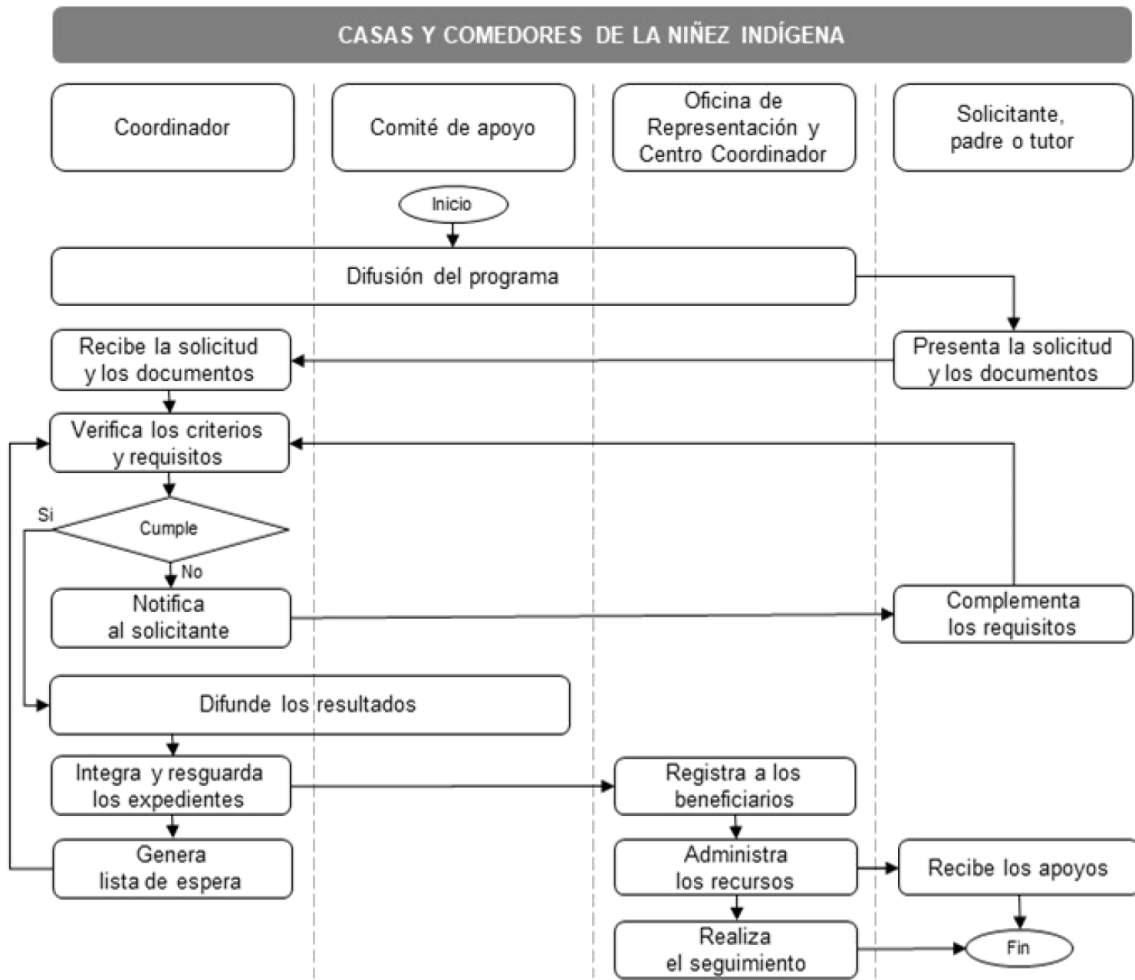 CASAS Y COMEDORES DE LA NIÑEZ INDÍGENA
Coordinador
Comité de apoyo
Oficina de
Representación y
Centro Coordinador
Solicitante,
padre o tutor
Inicio
Difusión del programa
Recibe la solicitud
y los documentos
Presenta la solicitud
y los documentos
Verifica los criterios
y requisitos
Si
Cumple
No
Notifica
al solicitante
Complementa
los requisitos
Difunde los resultados
Integra y resguarda
los expedientes
Registra a los
beneficiarios
Genera
lista de espera
Administra
los recursos
Recibe los apoyos
Realiza
el seguimiento
Fin